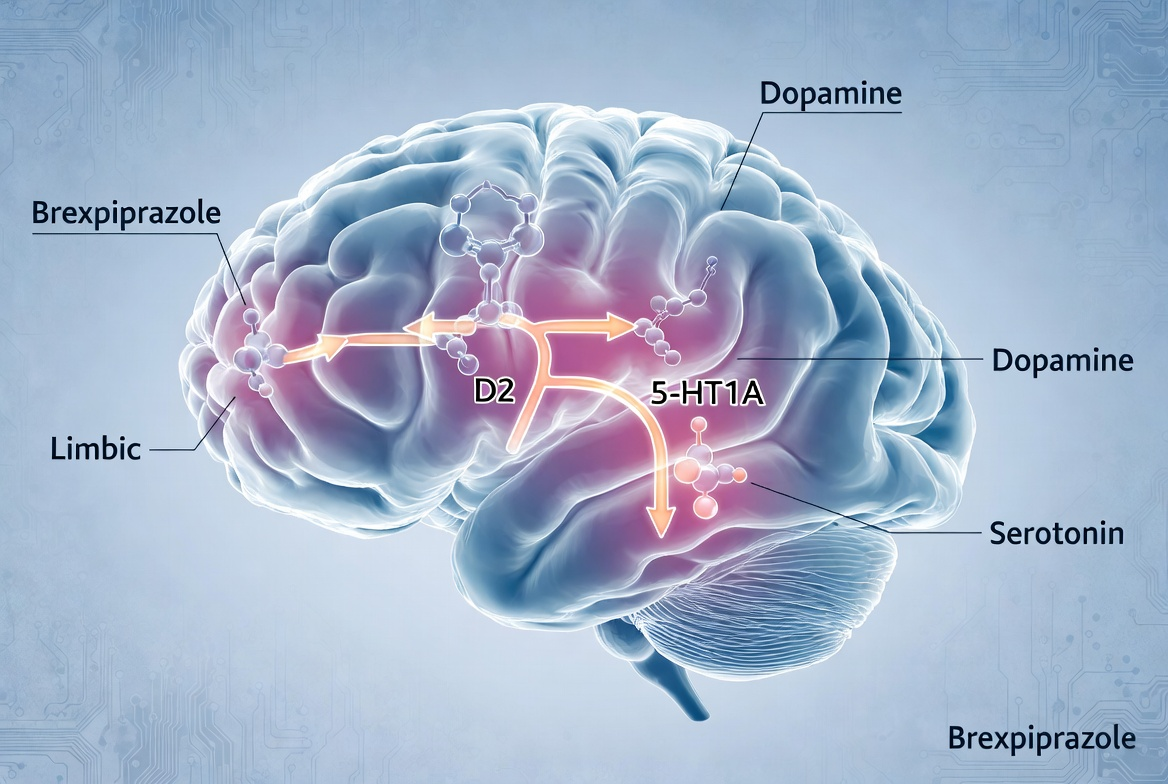 Dopamine
Brexpiprazole
Dopamine
D2
5-HT1A
Limbic
Serotonin
Brexpiprazole